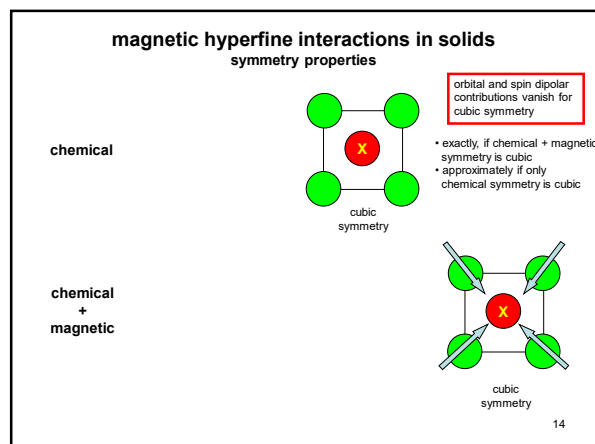 magnetic hyperfine interactions in solids
symmetry properties
orbital and spin dipolar
contributions vanish for
cubic symmetry
chemical
X
• exactly, if chemical + magnetic
symmetry is cubic
• approximately if only
chemical symmetry is cubic
cubic
symmetry
chemical
+
magnetic
X
cubic
symmetry
14